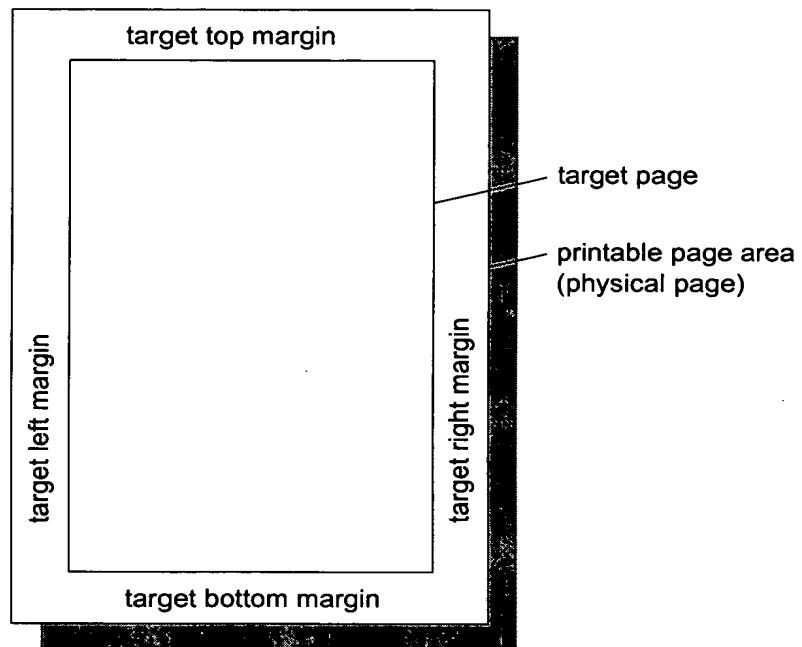 target top margin
target page
printable page area
(physical page)
target left margin
target right margin
target bottom margin